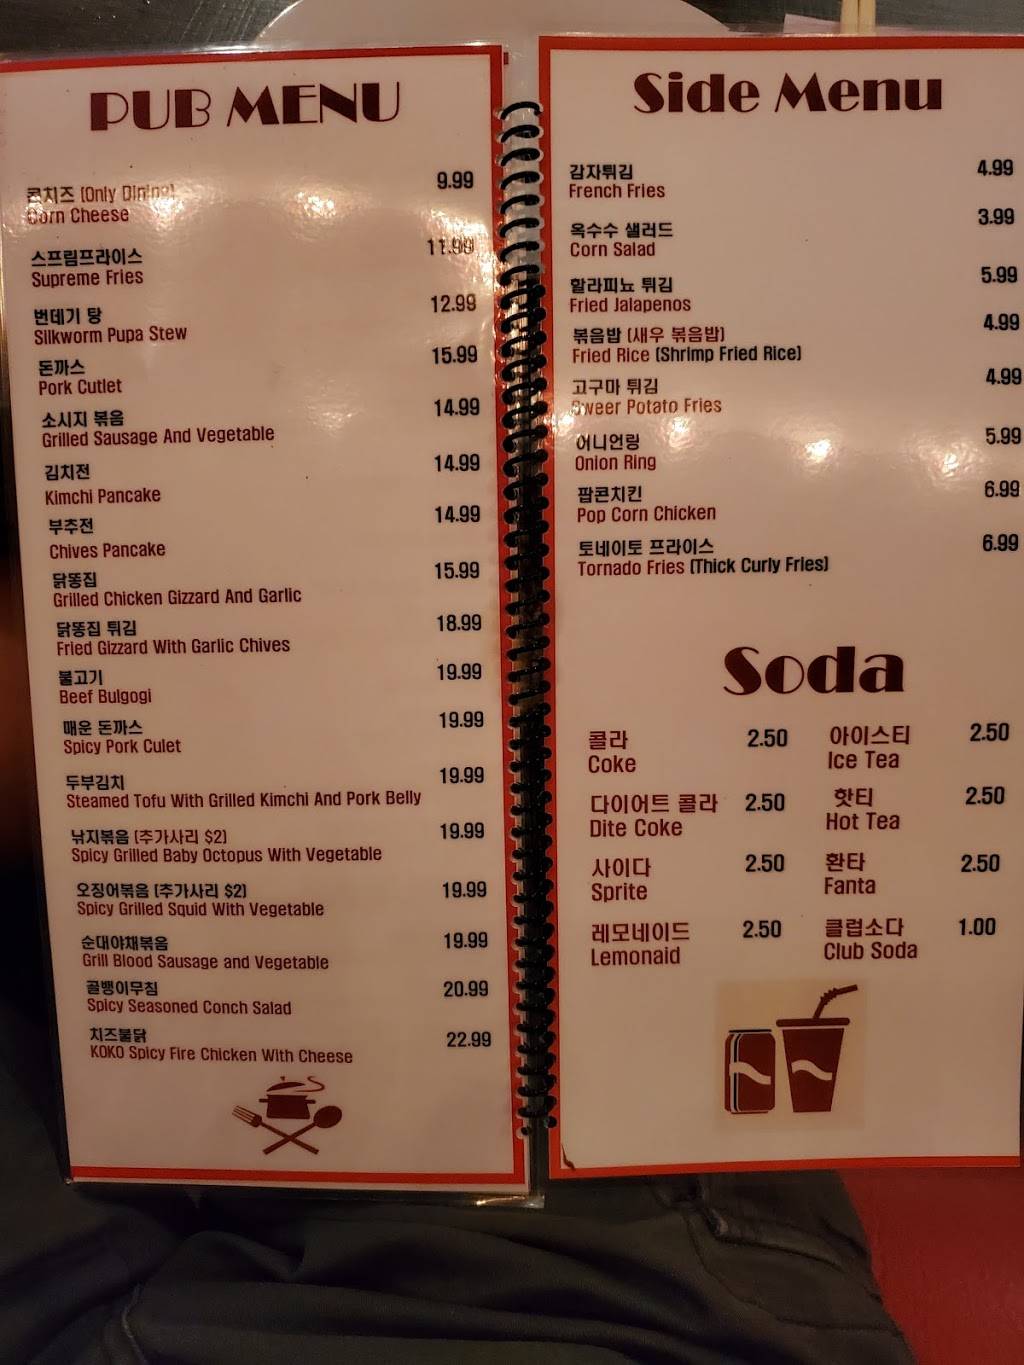 PUB MENU
콘치즈 (Only Dining) 9.99
Corn Cheese
스프림프라이스 11.99
Supreme Fries
번데기 탕 12.99
Silkworm Pupa Stew
돈까스 15.99
Pork Cutlet
소시지 볶음 14.99
Grilled Sausage And Vegetable
김치전 14.99
Kimchi Pancake
부추전 14.99
Chives Pancake
닭똥집 15.99
Grilled Chicken Gizzard And Garlic
닭똥집 튀김 18.99
Fried Gizzard With Garlic Chives
불고기 19.99
Beef Bulgogi
매운 돈까스 19.99
Spicy Pork Culet
두부김치 19.99
Steamed Tofu With Grilled Kimchi And Pork Belly
낚지볶음 (추가사리 $2) 19.99
Spicy Grilled Baby Octopus With Vegetable
오징어볶음 (추가사리 $2) 19.99
Spicy Grilled Squid With Vegetable
순대야채볶음 19.99
Grill Blood Sausage and Vegetable
골뱅이무침 20.99
Spicy Seasoned Conch Salad
치즈불닭 22.99
KOKO Spicy Fire Chicken With Cheese
Side Menu
감자튀김 4.99
French Fries
옥수수 샐러드 3.99
Corn Salad
할라피뇨 튀김 5.99
Fried Jalapenos
볶음밥 (새우 볶음밥) 4.99
Fried Rice (Shrimp Fried Rice)
고구마 튀김 4.99
Sweer Potato Fries
어니언링 5.99
Onion Ring
팝콘치킨 6.99
Pop Corn Chicken
토네이토 프라이스 6.99
Tornado Fries (Thick Curly Fries)
Soda
콜라 2.50 아이스티 2.50
Coke Ice Tea
다이어트 콜라 2.50 핫티 2.50
Dite Coke Hot Tea
사이다 2.50 환타 2.50
Sprite Fanta
레모네이드 2.50 클럽소다 1.00
Lemonaid Club Soda